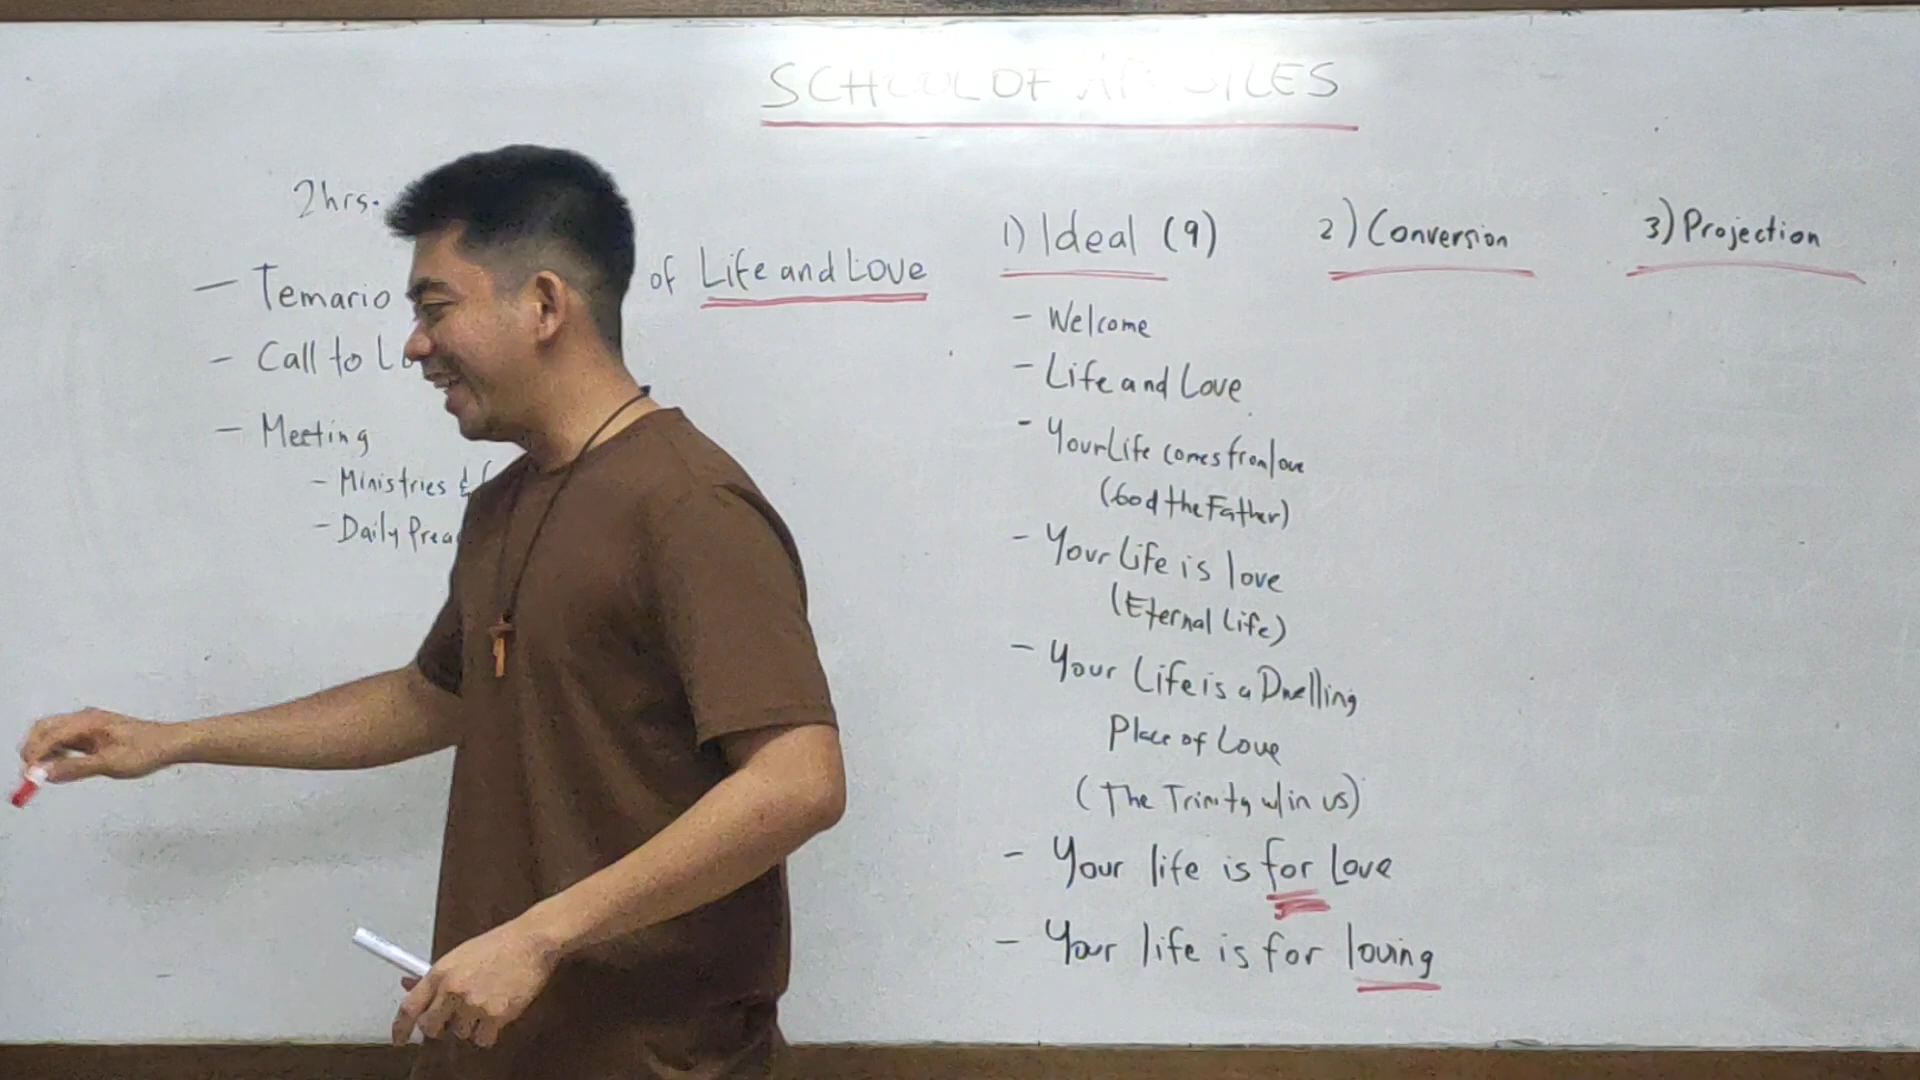 SCHOOL OF APOSTLES
2hrs.
- Temario of Life and Love
- Call to
- Meeting
- Ministries &
- Daily
1) Ideal (9)
- Welcome
- Life and Love
- Your Life comes from love
(God the Father)
- Your Life is love
(Eternal Life)
- Your Life is a Dwelling
Place of Love
(The Trinity w/in us)
- Your life is for Love
- Your life is for loving
2) Conversion
3) Projection